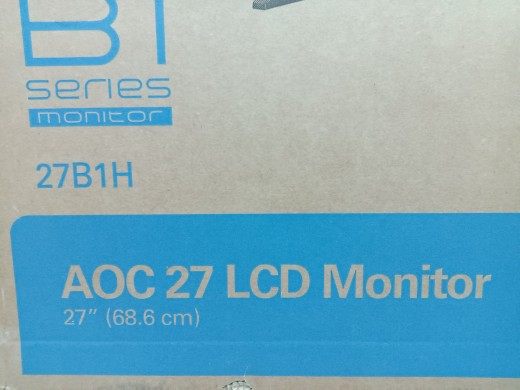 B1
series
monitor
27B1H
AOC 27 LCD Monitor
27" (68.6 cm)